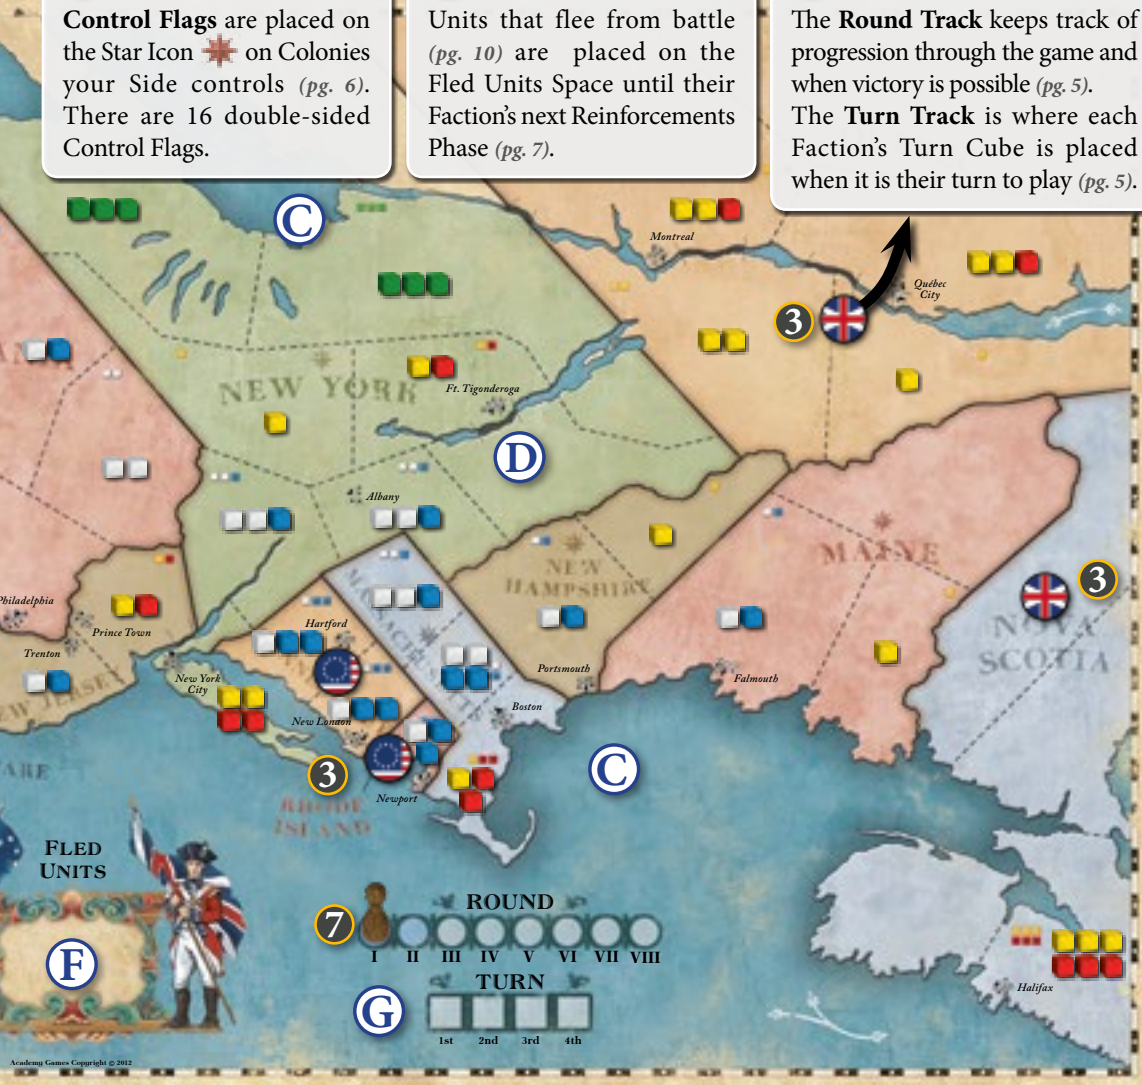 Control Flags are placed on
the Star Icon on Colonies
your Side controls (pg. 6).
There are 16 double-sided
Control Flags.
Units that flee from battle
(pg. 10) are placed on the
Fled Units Space until their
Faction's next Reinforcements
Phase (pg. 7).
The Round Track keeps track of
progression through the game and
when victory is possible (pg. 5).
The Turn Track is where each
Faction's Turn Cube is placed
when it is their turn to play (pg. 5).
C
Montreal
Québec
City
3
NEW YORK
Ft. Tigonderoga
D
Albany
MAINE
NEW
HAMPSHIRE
3
NOVA
SCOTIA
Philadelphia
Prince Town
Trenton
Hartford
New York
City
New London
Portsmouth
Falmouth
Boston
3
Newport
C
RHODE
ISLAND
FLED
UNITS
F
7
ROUND
I II III IV V VI VII VIII
TURN
G
1st 2nd 3rd 4th
Halifax
Academy Games Copyright © 2012